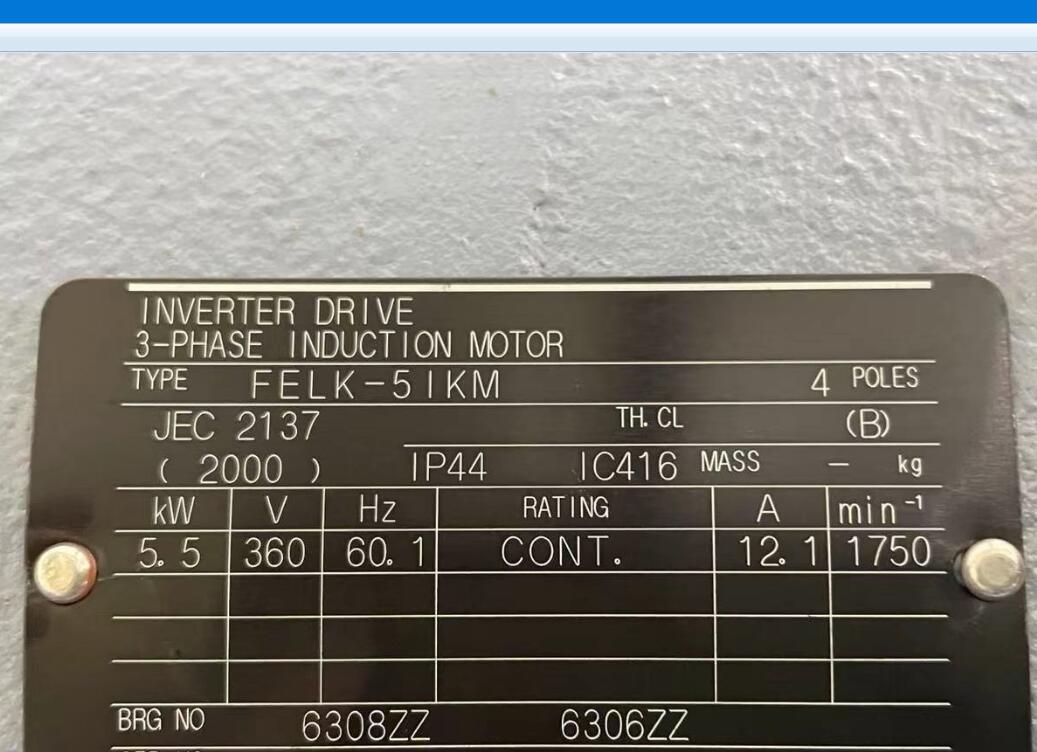 INVERTER DRIVE
3-PHASE INDUCTION MOTOR
TYPE FELK-5IKM 4 POLES
JEC 2137 TH. CL (B)
( 2000 ) IP44 IC416 MASS — kg
kW V Hz RATING A min⁻¹
5.5 360 60.1 CONT. 12.1 1750
BRG NO 6308ZZ 6306ZZ